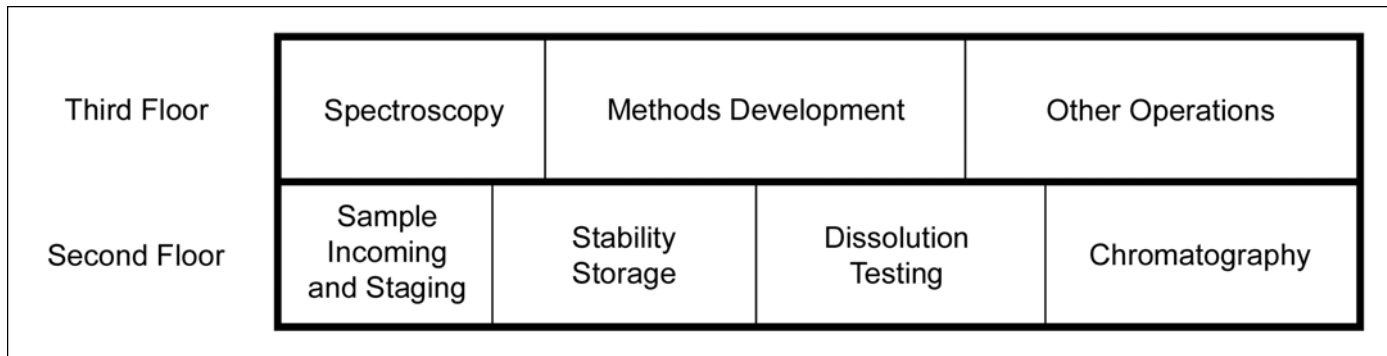 Third Floor
Spectroscopy
Methods Development
Other Operations
Second Floor
Sample
Incoming
and Staging
Stability
Storage
Dissolution
Testing
Chromatography